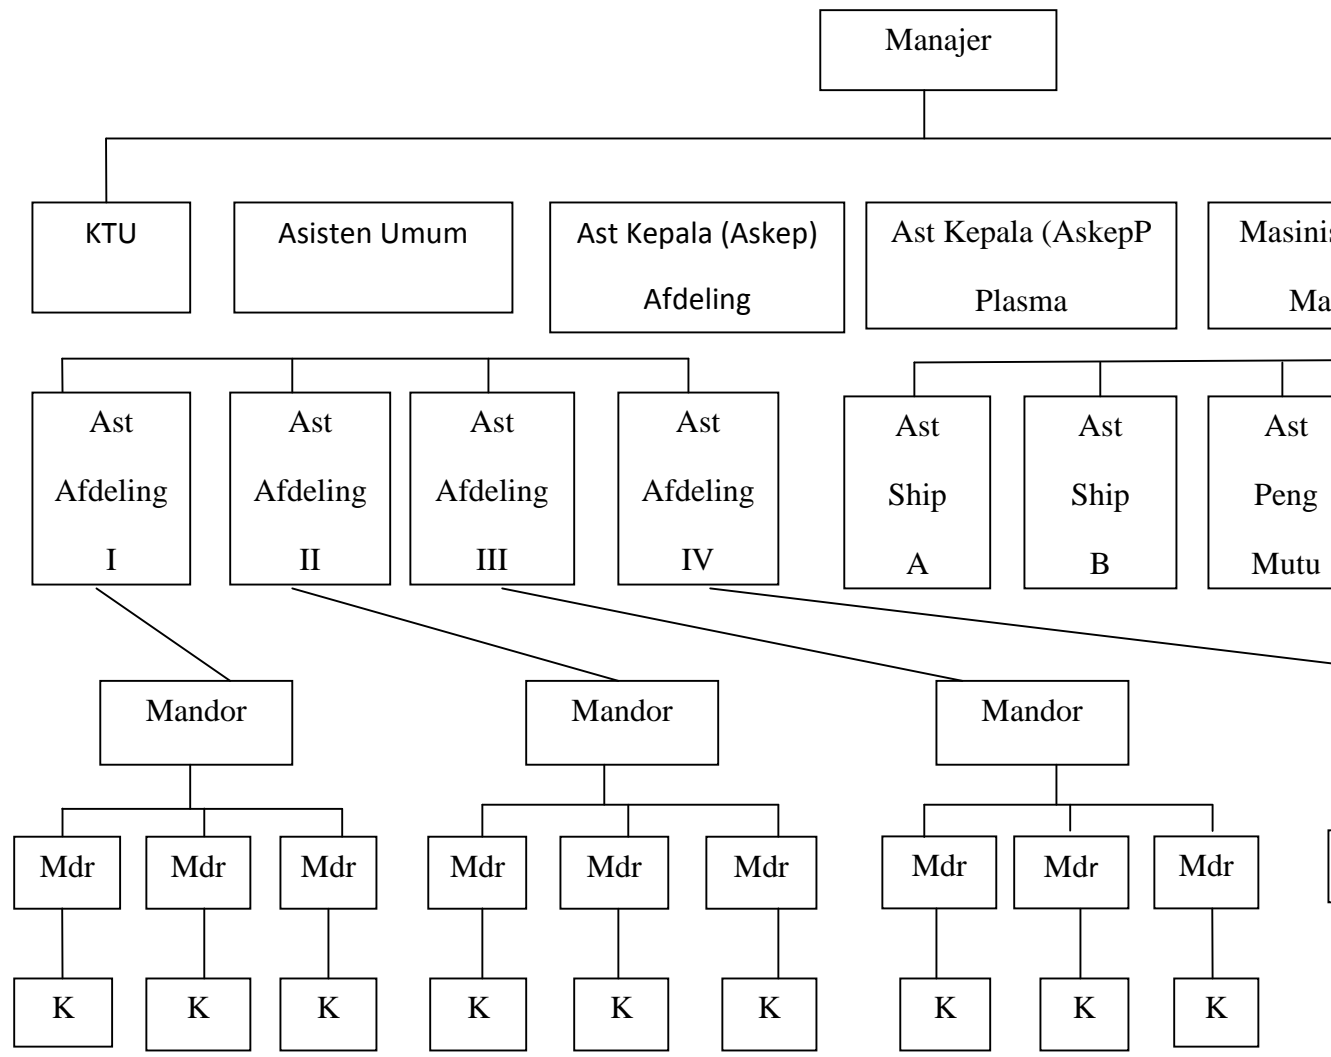 Manajer
KTU
Asisten Umum
Ast Kepala (Askep)
Afdeling
Ast Kepala (AskepP
Plasma
Ast
Afdeling
I
Ast
Afdeling
II
Ast
Afdeling
III
Ast
Afdeling
IV
Ast
Ship
A
Ast
Ship
B
Ast
Peng
Mutu
Mandor
Mandor
Mandor
Mdr
Mdr
Mdr
Mdr
Mdr
Mdr
Mdr
Mdr
Mdr
K
K
K
K
K
K
K
K
K